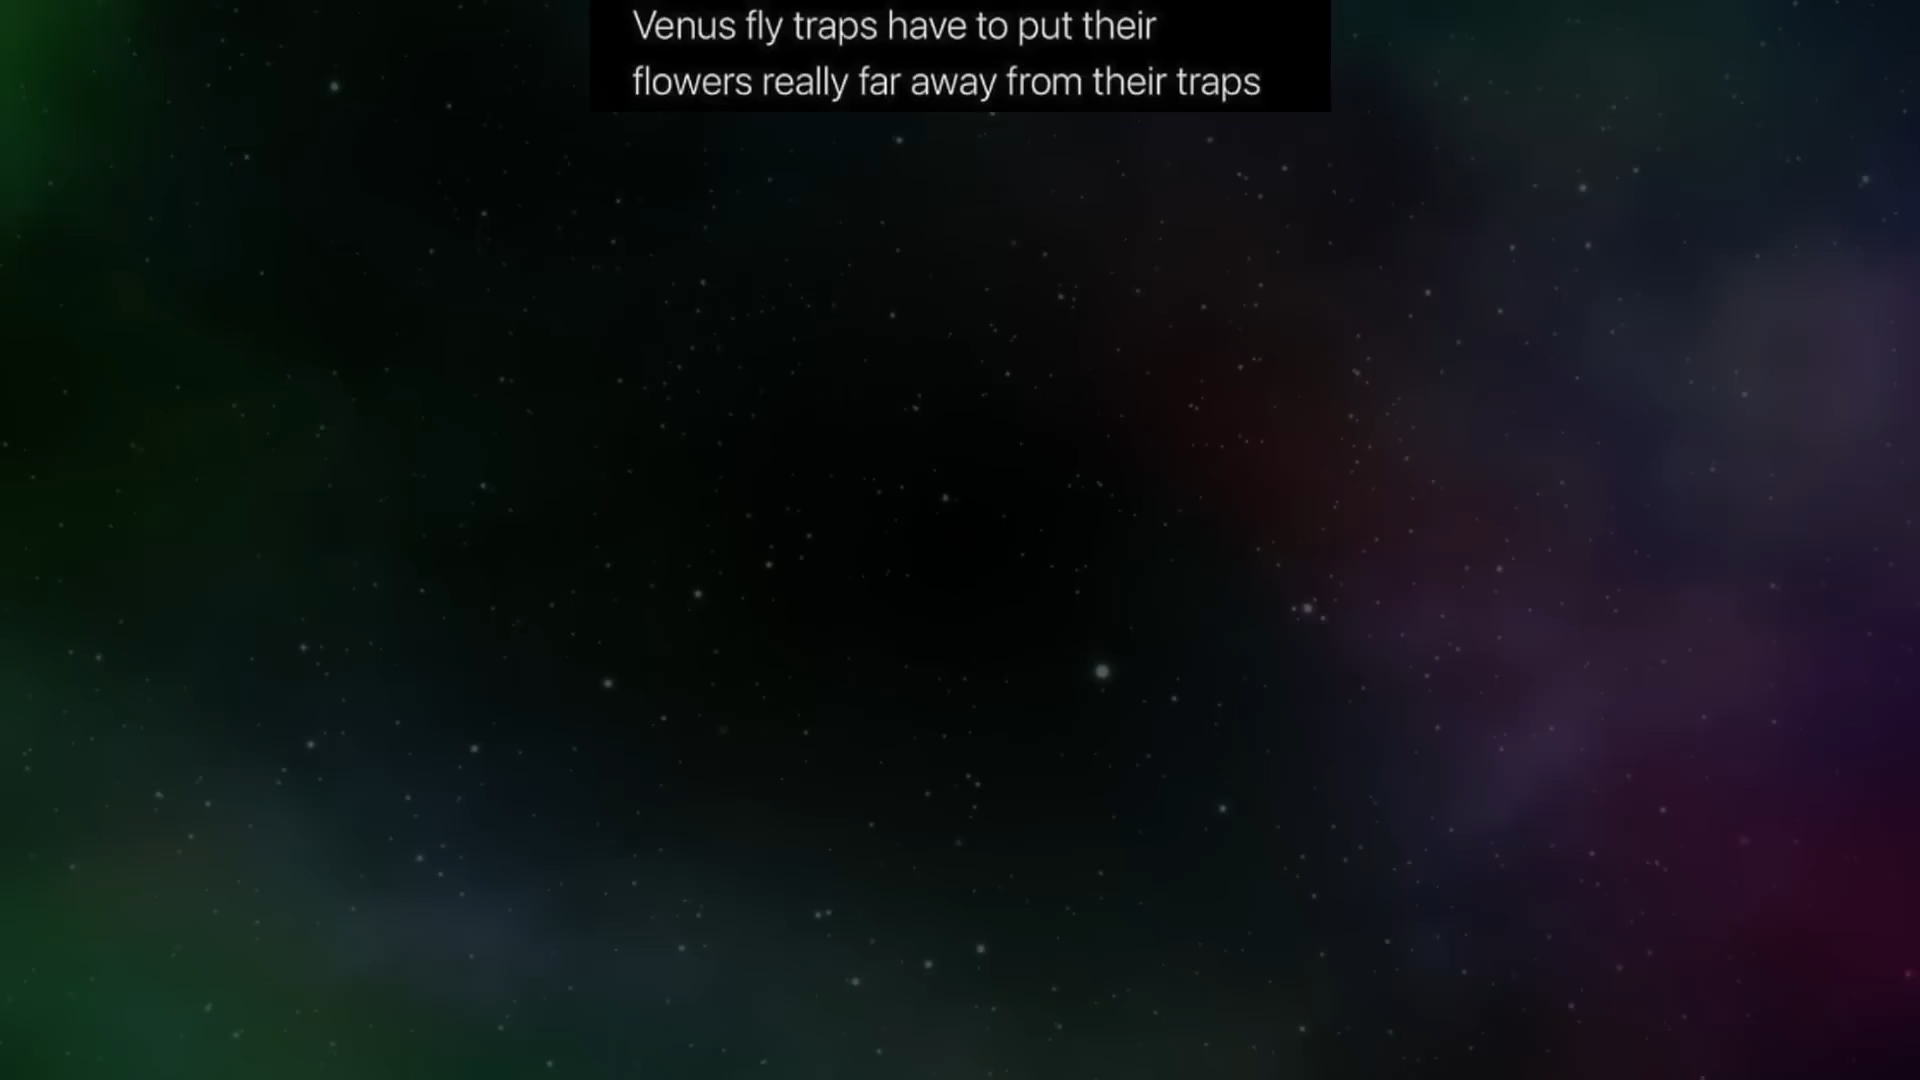 Venus fly traps have to put their
flowers really far away from their traps